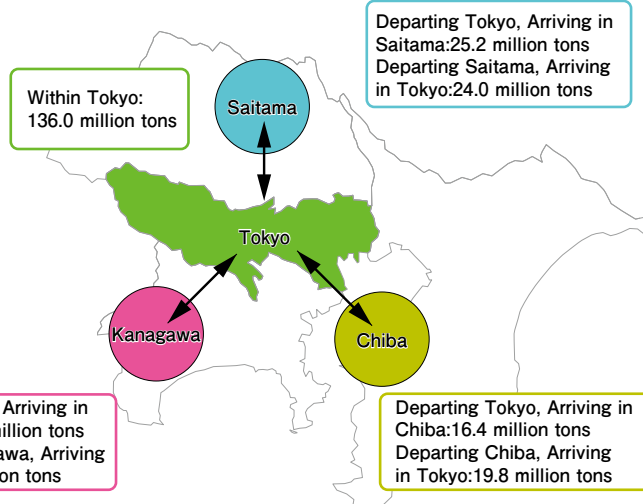 Departing Tokyo, Arriving in
Saitama:25.2 million tons
Departing Saitama, Arriving
in Tokyo:24.0 million tons
Within Tokyo:
136.0 million tons
Saitama
Tokyo
Kanagawa
Chiba
Arriving in
million tons
Arriving
tons
Departing Tokyo, Arriving in
Chiba:16.4 million tons
Departing Chiba, Arriving
in Tokyo:19.8 million tons